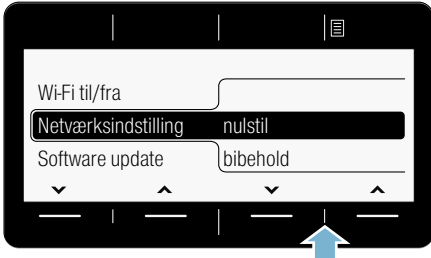 Wi-Fi til/fra
Netværksindstilling nulstil
Software update bibehold